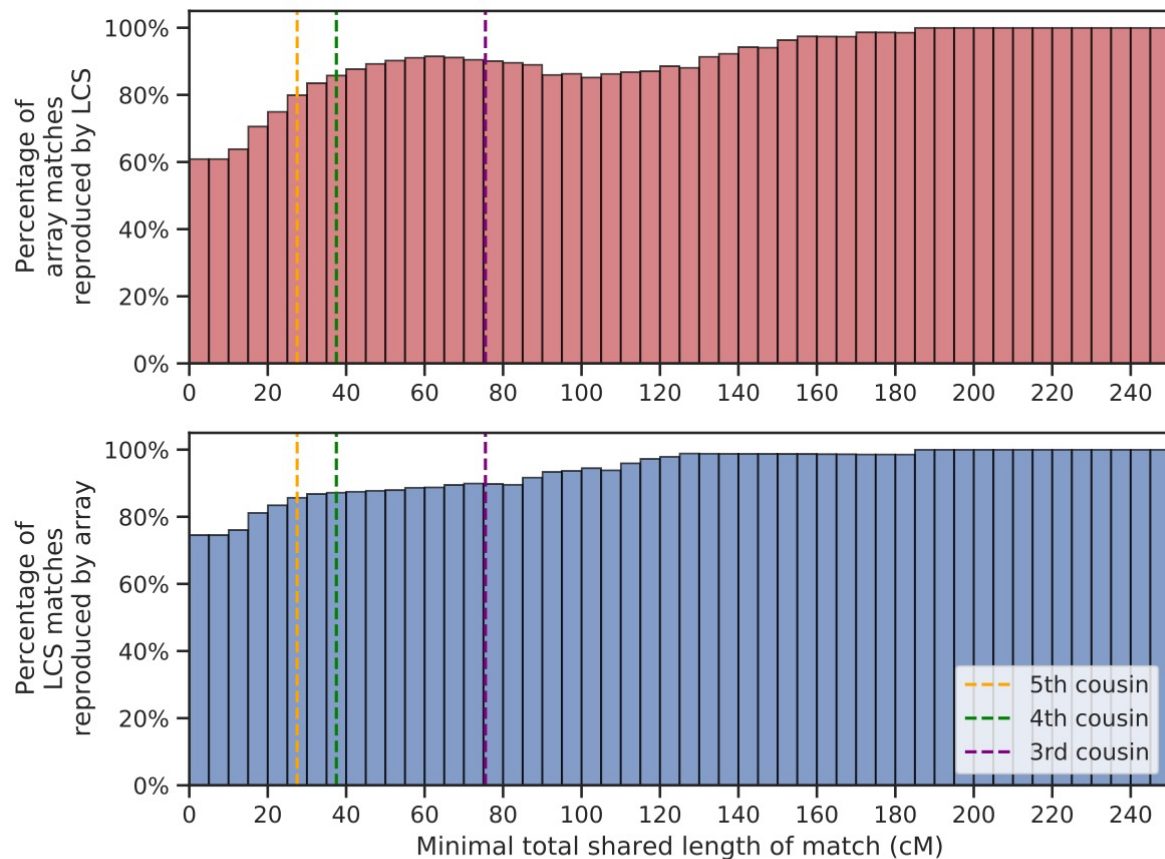 100%
80%
60%
40%
20%
0%
Percentage of
array matches
reproduced by LCS
0 20 40 60 80 100 120 140 160 180 200 220 240
100%
80%
60%
40%
20%
0%
Percentage of
LCS matches
reproduced by array
5th cousin
4th cousin
3rd cousin
0 20 40 60 80 100 120 140 160 180 200 220 240
Minimal total shared length of match (cM)